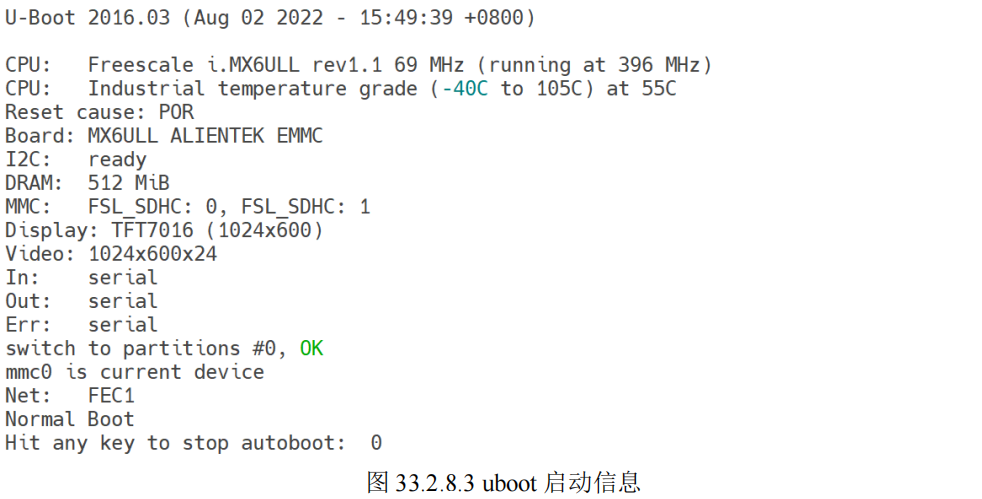 U-Boot 2016.03 (Aug 02 2022 - 15:49:39 +0800)
CPU:   Freescale i.MX6ULL rev1.1 69 MHz (running at 396 MHz)
CPU:   Industrial temperature grade (-40C to 105C) at 55C
Reset cause: POR
Board: MX6ULL ALIENTEK EMMC
I2C:   ready
DRAM:  512 MiB
MMC:   FSL_SDHC: 0, FSL_SDHC: 1
Display: TFT7016 (1024x600)
Video: 1024x600x24
In:    serial
Out:   serial
Err:   serial
switch to partitions #0, OK
mmc0 is current device
Net:   FEC1
Normal Boot
Hit any key to stop autoboot:  0
图 33.2.8.3 uboot 启动信息